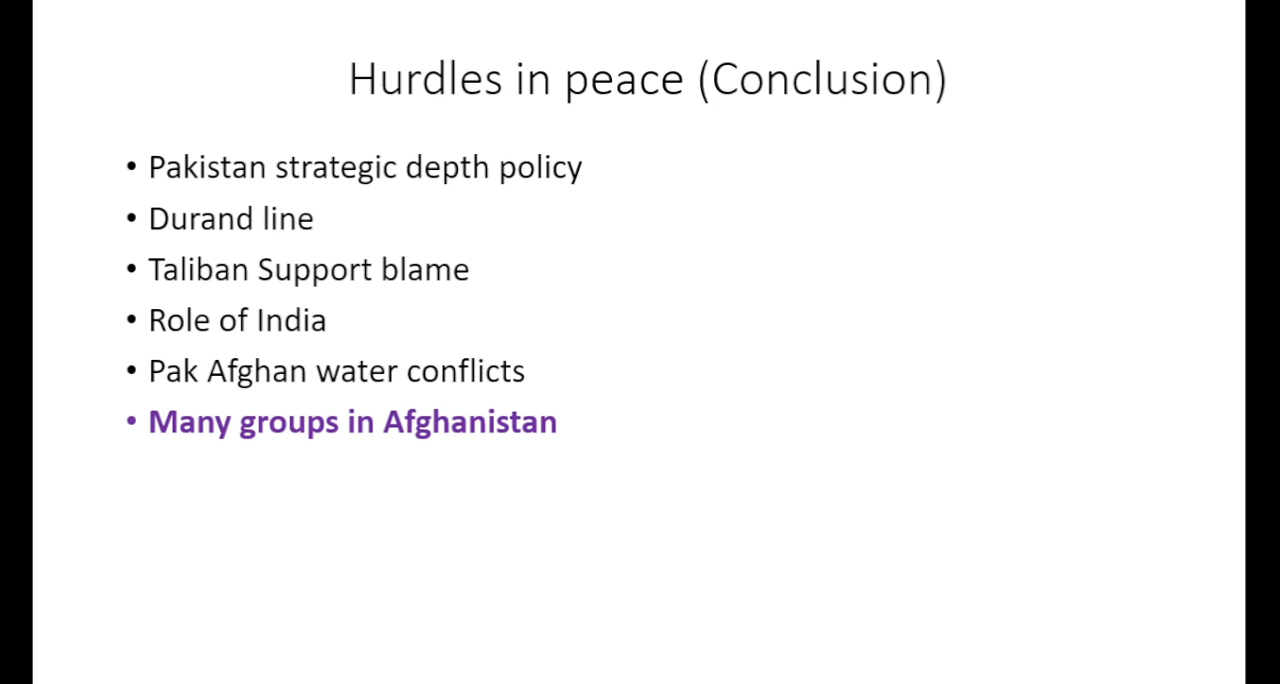 Hurdles in peace (Conclusion)
• Pakistan strategic depth policy
• Durand line
• Taliban Support blame
• Role of India
• Pak Afghan water conflicts
• Many groups in Afghanistan